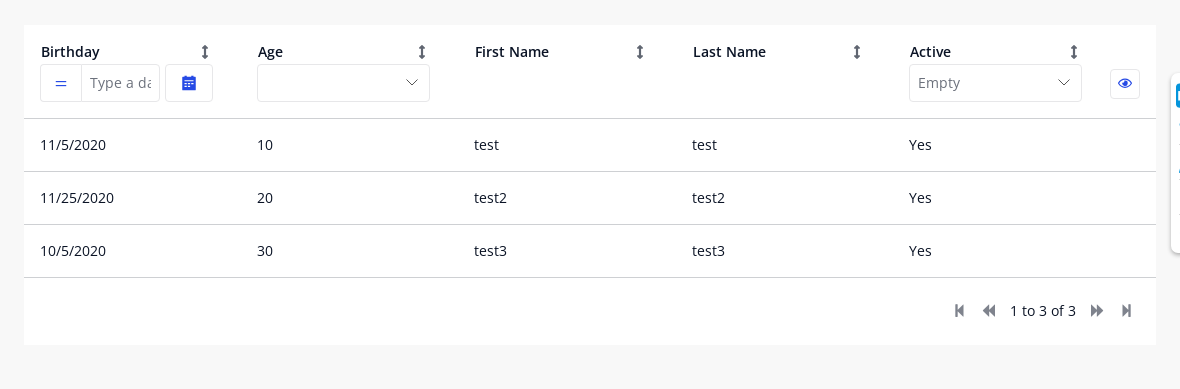 Birthday Age First Name Last Name Active
= Type a da Empty
11/5/2020 10 test test Yes
11/25/2020 20 test2 test2 Yes
10/5/2020 30 test3 test3 Yes
1 to 3 of 3